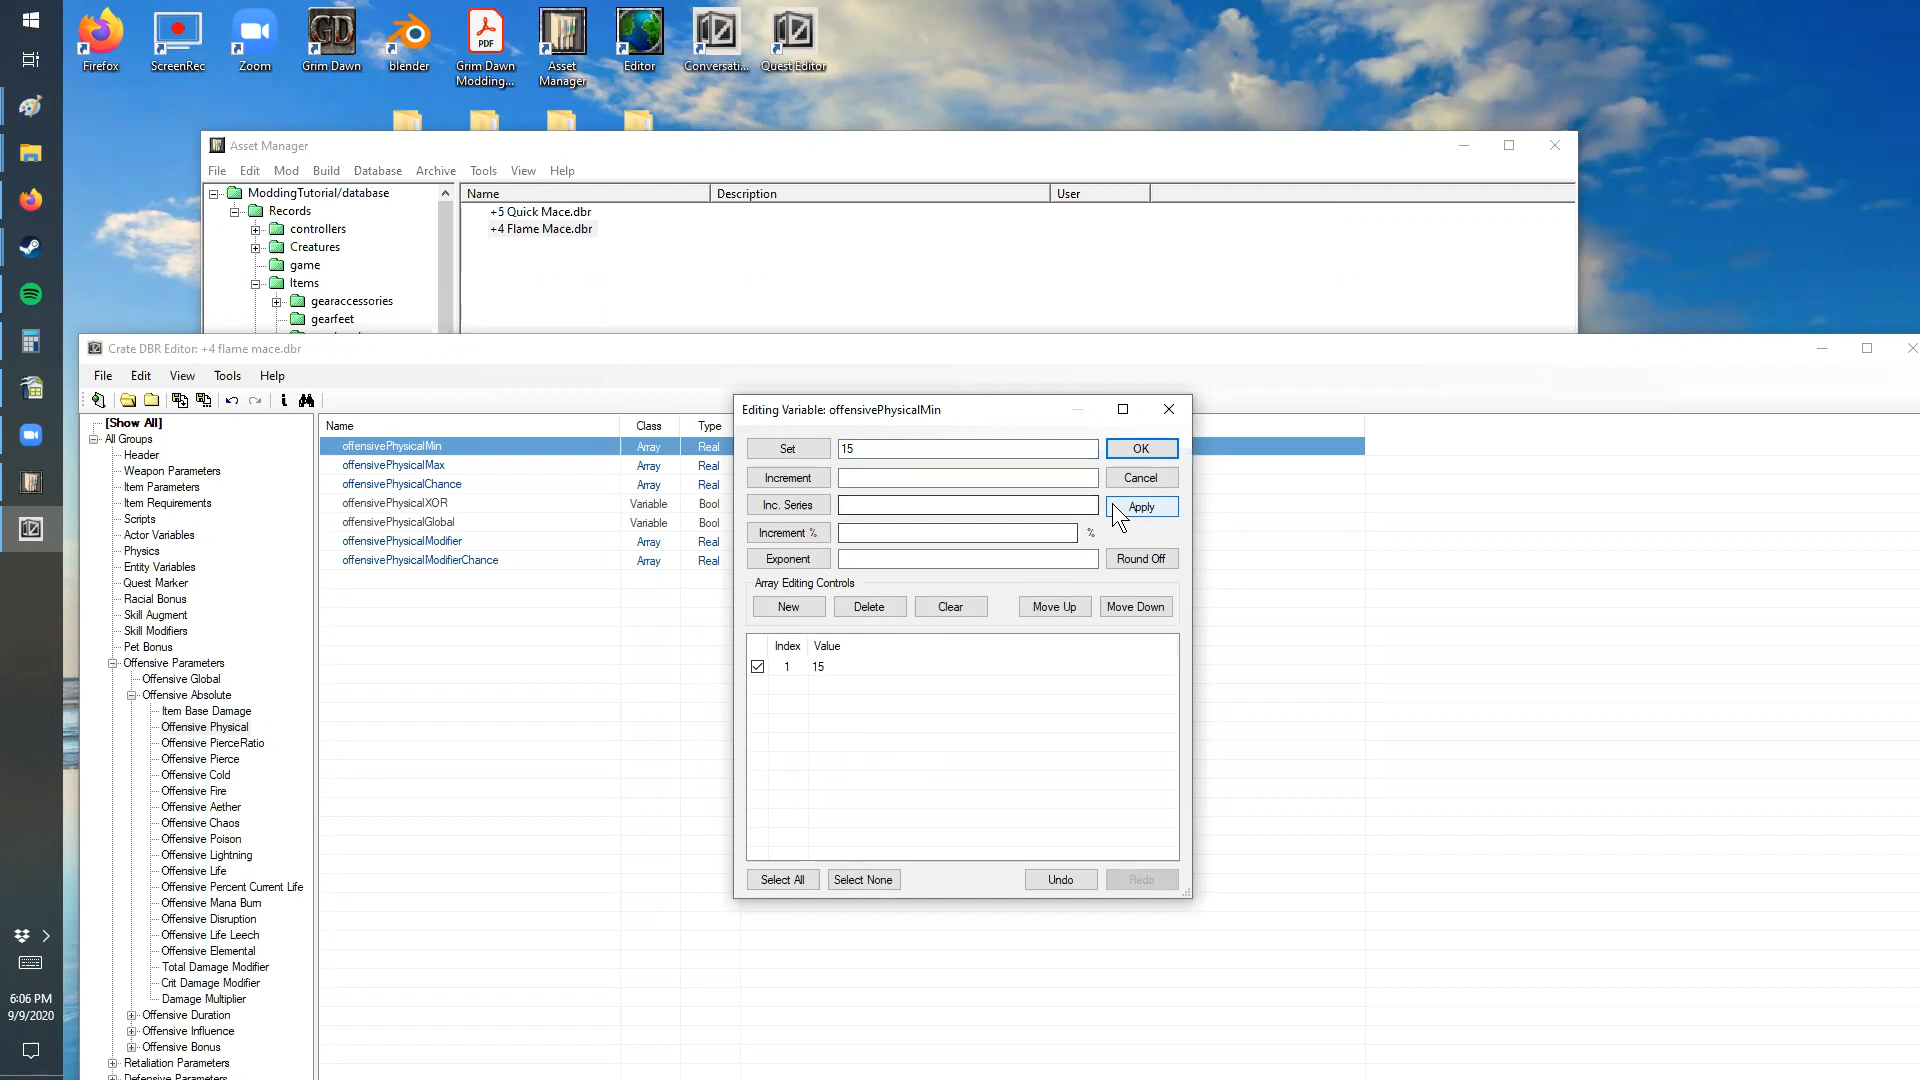 Firefox
ScreenRec
Zoom
Grim Dawn
blender
PDF
Grim Dawn
Modding...
Asset
Manager
Editor
Conversati...
Quest Editor
Asset Manager
File Edit Mod Build Database Archive Tools View Help
ModdingTutorial/database
Records
controllers
Creatures
game
Items
gearaccessories
gearfeet
Name Description User
+5 Quick Mace.dbr
+4 Flame Mace.dbr
Crate DBR Editor: +4 flame mace.dbr
File Edit View Tools Help
[Show All]
All Groups
Header
Weapon Parameters
Item Parameters
Item Requirements
Scripts
Actor Variables
Physics
Entity Variables
Quest Marker
Racial Bonus
Skill Augment
Skill Modifiers
Pet Bonus
Offensive Parameters
Offensive Global
Offensive Absolute
Item Base Damage
Offensive Physical
Offensive PierceRatio
Offensive Pierce
Offensive Cold
Offensive Fire
Offensive Aether
Offensive Chaos
Offensive Poison
Offensive Lightning
Offensive Life
Offensive Percent Current Life
Offensive Mana Burn
Offensive Disruption
Offensive Life Leech
Offensive Elemental
Total Damage Modifier
Crit Damage Modifier
Damage Multiplier
Offensive Duration
Offensive Influence
Offensive Bonus
Retaliation Parameters
Defensive Parameters
Name Class Type
offensivePhysicalMin Array Real
offensivePhysicalMax Array Real
offensivePhysicalChance Array Real
offensivePhysicalXOR Variable Bool
offensivePhysicalGlobal Variable Bool
offensivePhysicalModifier Array Real
offensivePhysicalModifierChance Array Real
Editing Variable: offensivePhysicalMin
Set 15 OK
Increment Cancel
Inc. Series Apply
Increment % %
Exponent Round Off
Array Editing Controls
New Delete Clear Move Up Move Down
Index Value
1 15
Select All Select None Undo Redo
6:06 PM
9/9/2020